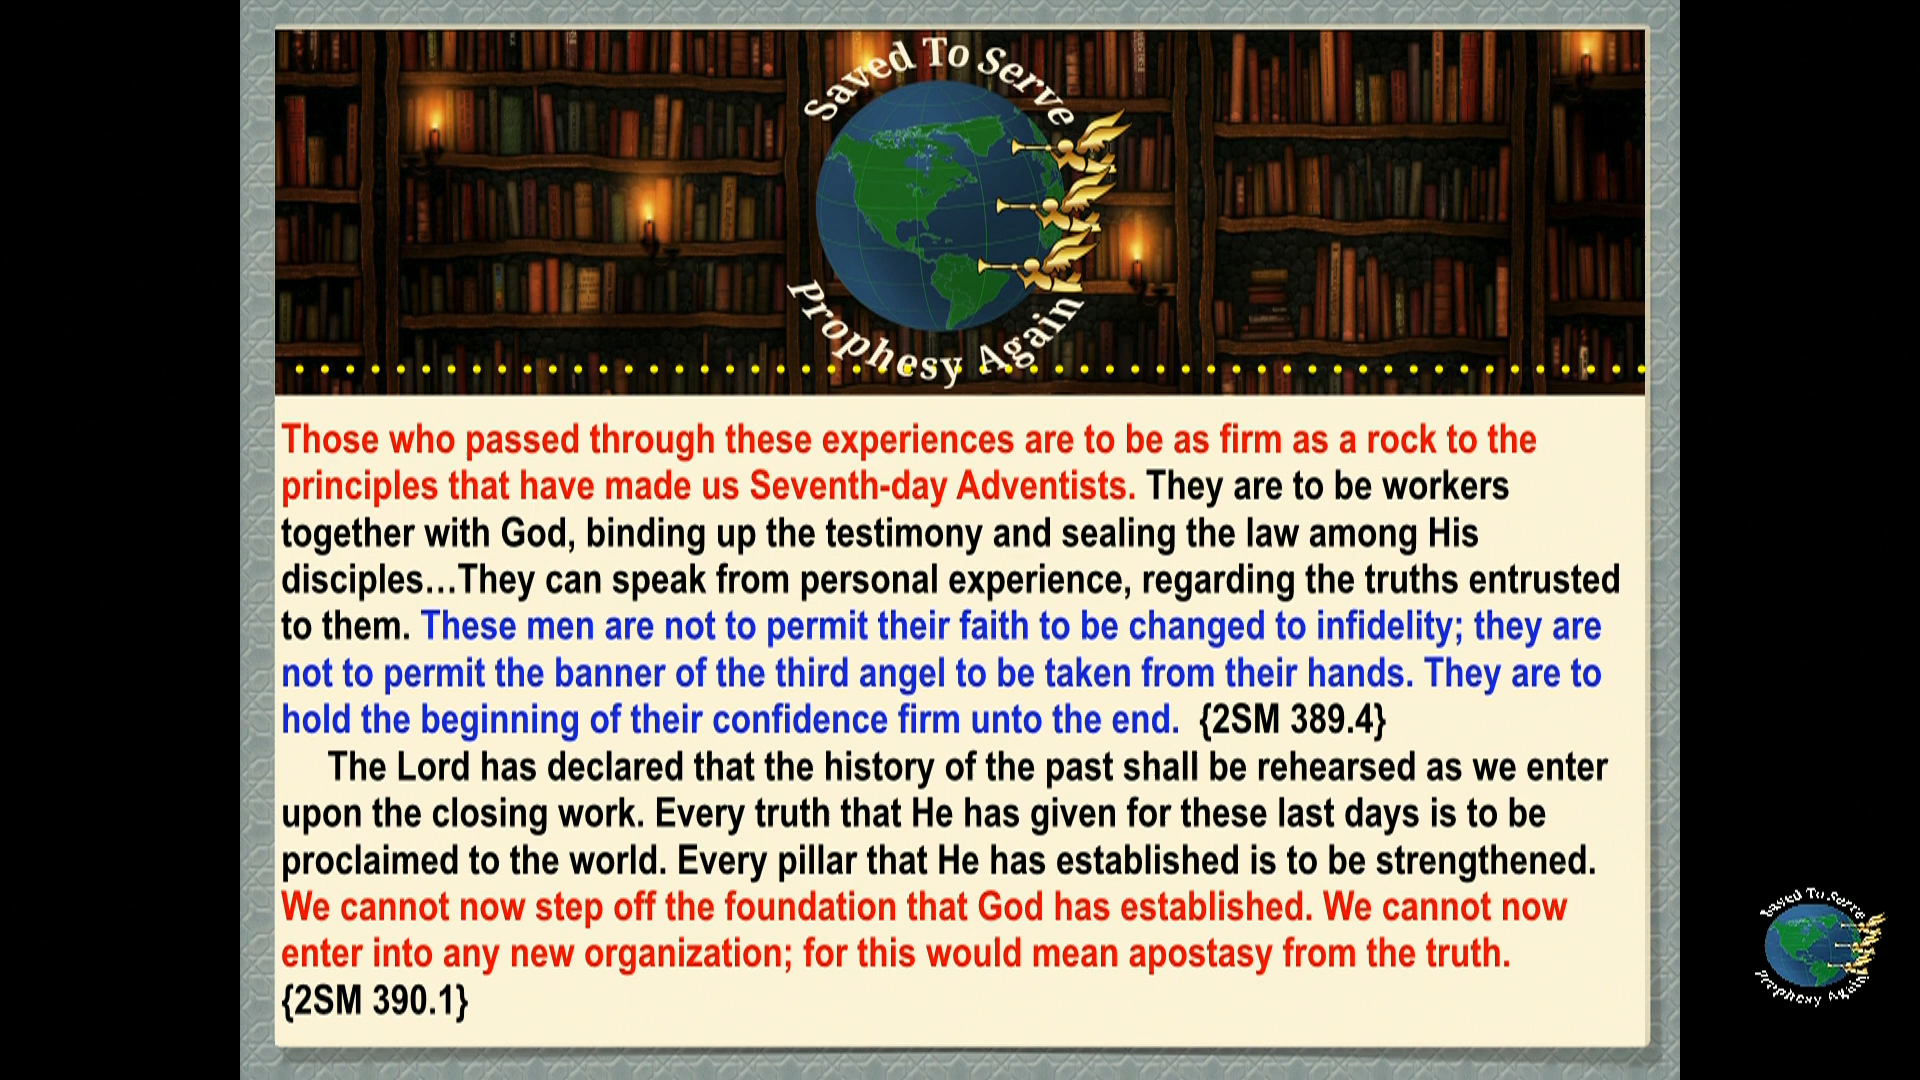 Saved To Serve
Prophesy Again
Those who passed through these experiences are to be as firm as a rock to the
principles that have made us Seventh-day Adventists. They are to be workers
together with God, binding up the testimony and sealing the law among His
disciples…They can speak from personal experience, regarding the truths entrusted
to them. These men are not to permit their faith to be changed to infidelity; they are
not to permit the banner of the third angel to be taken from their hands. They are to
hold the beginning of their confidence firm unto the end. {2SM 389.4}
The Lord has declared that the history of the past shall be rehearsed as we enter
upon the closing work. Every truth that He has given for these last days is to be
proclaimed to the world. Every pillar that He has established is to be strengthened.
We cannot now step off the foundation that God has established. We cannot now
enter into any new organization; for this would mean apostasy from the truth.
{2SM 390.1}
Saved To Serve
Prophesy Again